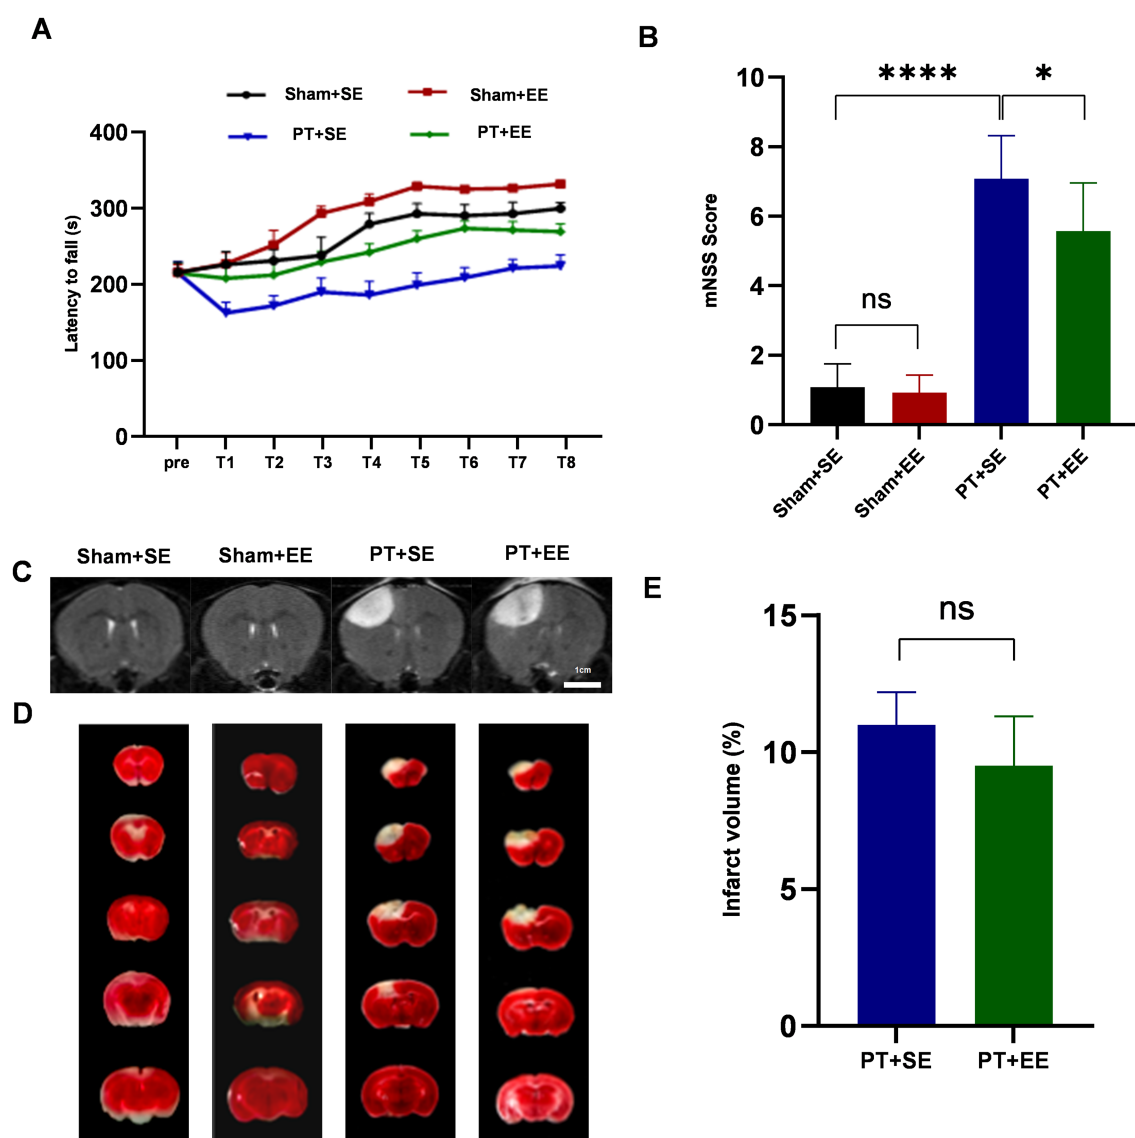 A
Sham+SE
Sham+EE
PT+SE
PT+EE
400
300
200
100
0
Latency to fall (s)
pre T1 T2 T3 T4 T5 T6 T7 T8
B
**** *
10
8
6
4
2
0
mNSS Score
ns
Sham+SE
Sham+EE
PT+SE
PT+EE
C
Sham+SE Sham+EE PT+SE PT+EE
1cm
D
E
ns
15
10
5
0
Infarct volume (%)
PT+SE PT+EE